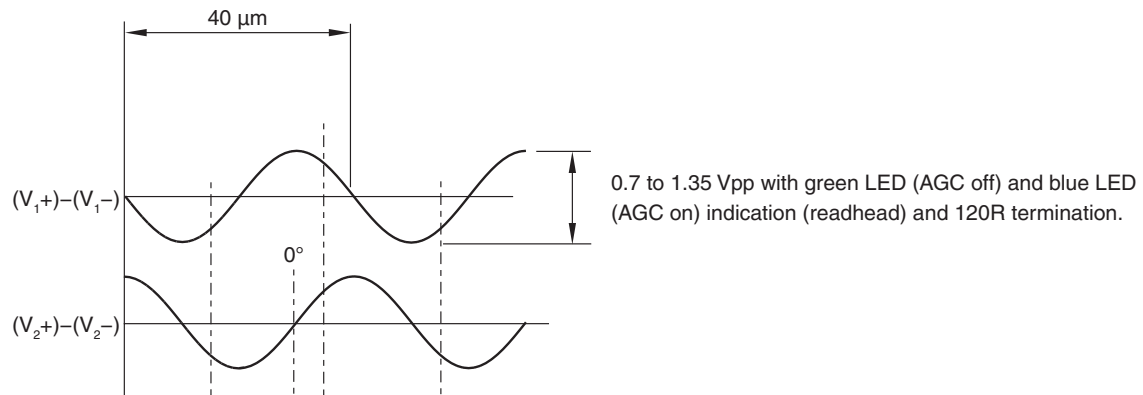 40 µm
(V₁+)–(V₁–)
0.7 to 1.35 Vpp with green LED (AGC off) and blue LED
(AGC on) indication (readhead) and 120R termination.
0°
(V₂+)–(V₂–)